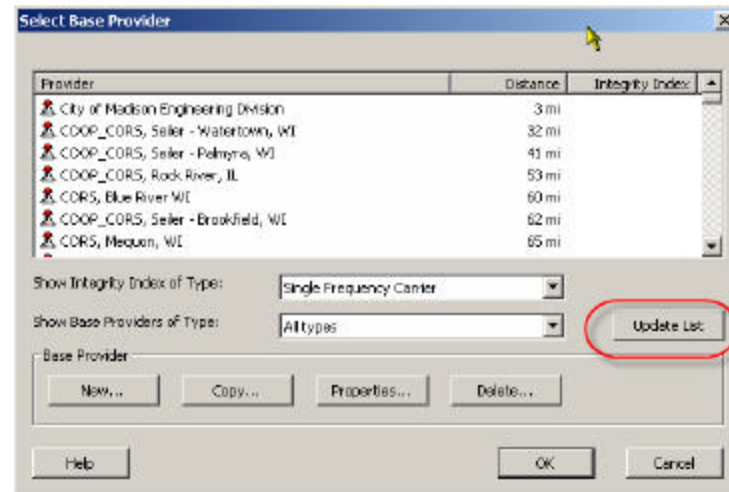 Select Base Provider
Provider Distance Integrity Index
City of Madison Engineering Division 3 mi
COOP_CORS, Seiler - Watertown, WI 32 mi
COOP_CORS, Seiler - Palmyra, WI 41 mi
COOP_CORS, Rock River, IL 53 mi
CORS, Blue River WI 60 mi
COOP_CORS, Seiler - Brookfield, WI 62 mi
CORS, Mequon, WI 65 mi
Show Integrity Index of Type: Single Frequency Carrier
Show Base Providers of Type: All types Update List
Base Provider
New... Copy... Properties... Delete...
Help OK Cancel